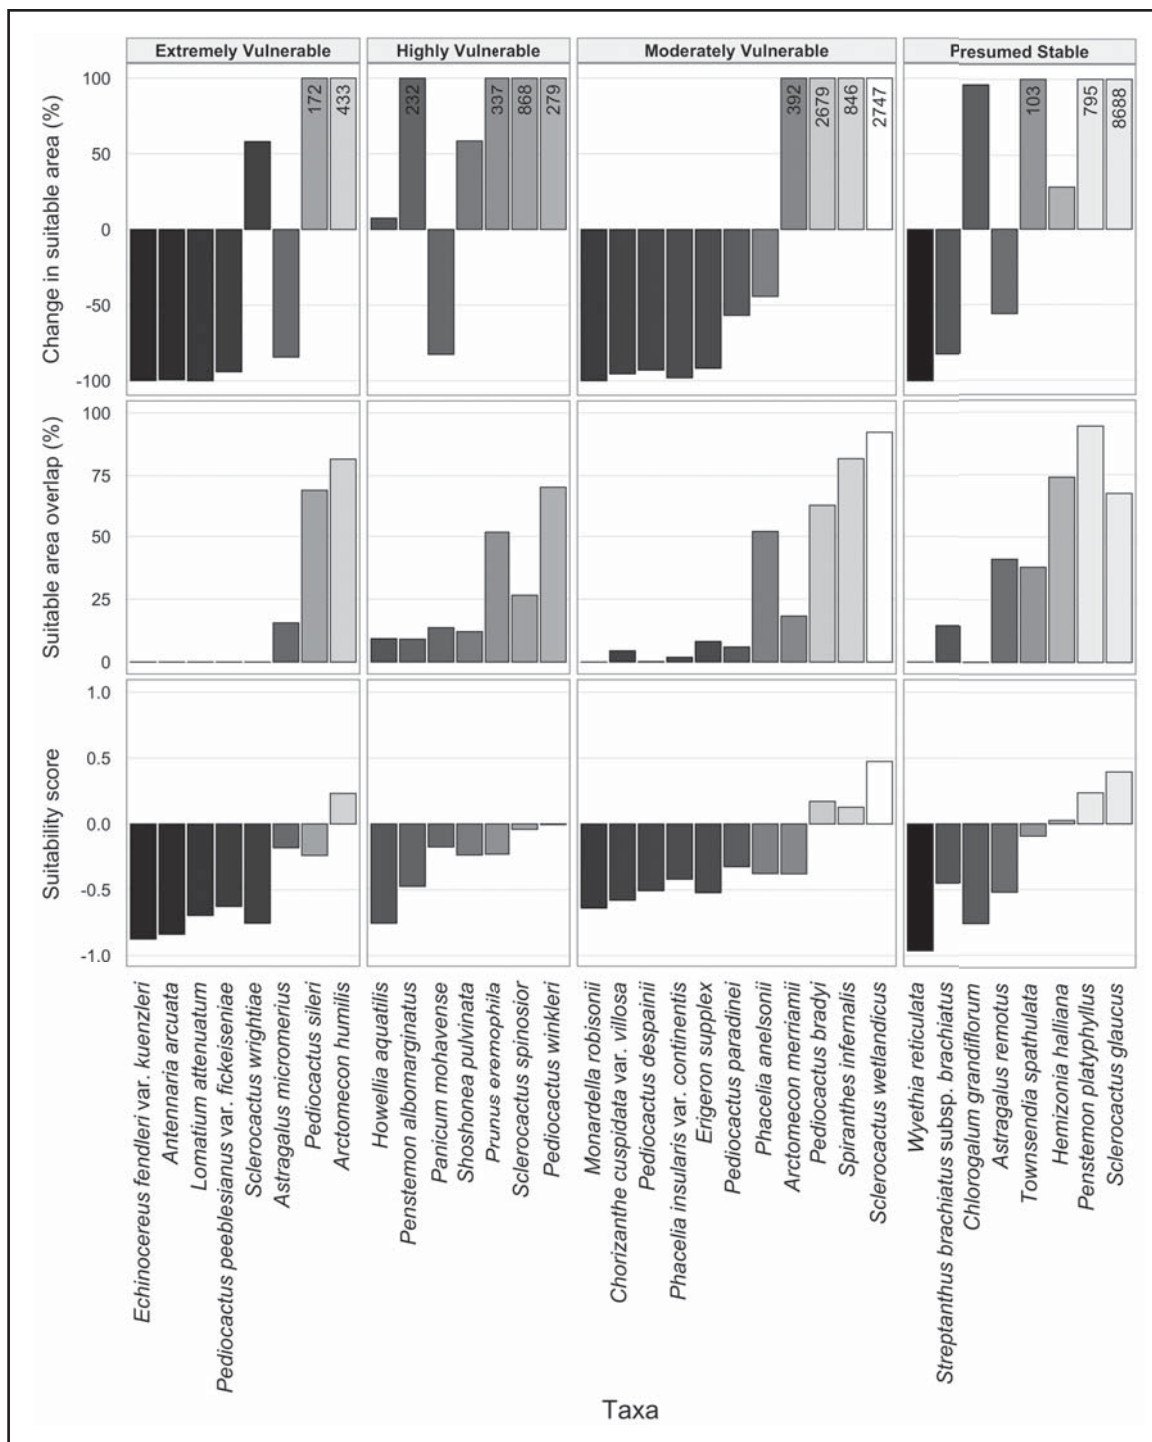 Extremely Vulnerable
Highly Vulnerable
Moderately Vulnerable
Presumed Stable
Change in suitable area (%)
100
50
0
-50
-100
172
433
232
337
868
279
392
2679
846
2747
103
795
8688
Suitable area overlap (%)
100
75
50
25
0
Suitability score
1.0
0.5
0.0
-0.5
-1.0
Echinocereus fendleri var. kuenzleri
Antennaria arcuata
Lomatium attenuatum
Pediocactus peeblesianus var. fickeiseniae
Sclerocactus wrightiae
Astragalus micromerius
Pediocactus sileri
Arctomecon humilis
Howellia aquatilis
Penstemon albomarginatus
Panicum mohavense
Shoshonea pulvinata
Prunus eremophila
Sclerocactus spinosior
Pediocactus winkleri
Monardella robisonii
Chorizanthe cuspidata var. villosa
Pediocactus despainii
Phacelia insularis var. continentis
Erigeron supplex
Pediocactus paradinei
Phacelia anelsonii
Arctomecon merriamii
Pediocactus bradyi
Spiranthes infernalis
Sclerocactus wetlandicus
Wyethia reticulata
Streptanthus brachiatus subsp. brachiatus
Chlorogalum grandiflorum
Astragalus remotus
Townsendia spathulata
Hemizonia halliana
Penstemon platyphyllus
Sclerocactus glaucus
Taxa